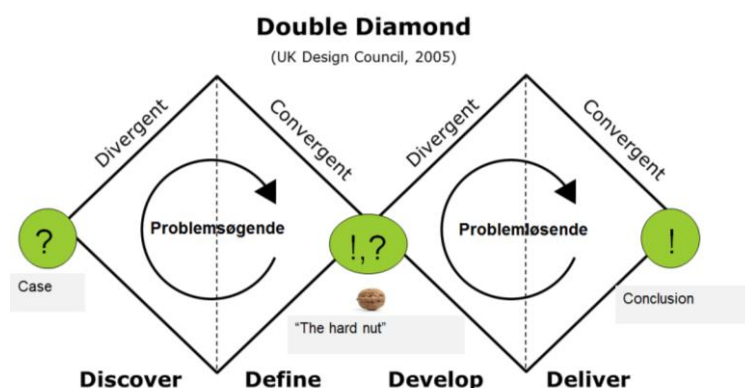 Double Diamond
(UK Design Council, 2005)
Divergent
Convergent
Divergent
Convergent
?
Problemsøgende
!,?
Problemløsende
!
Case
"The hard nut"
Conclusion
Discover
Define
Develop
Deliver